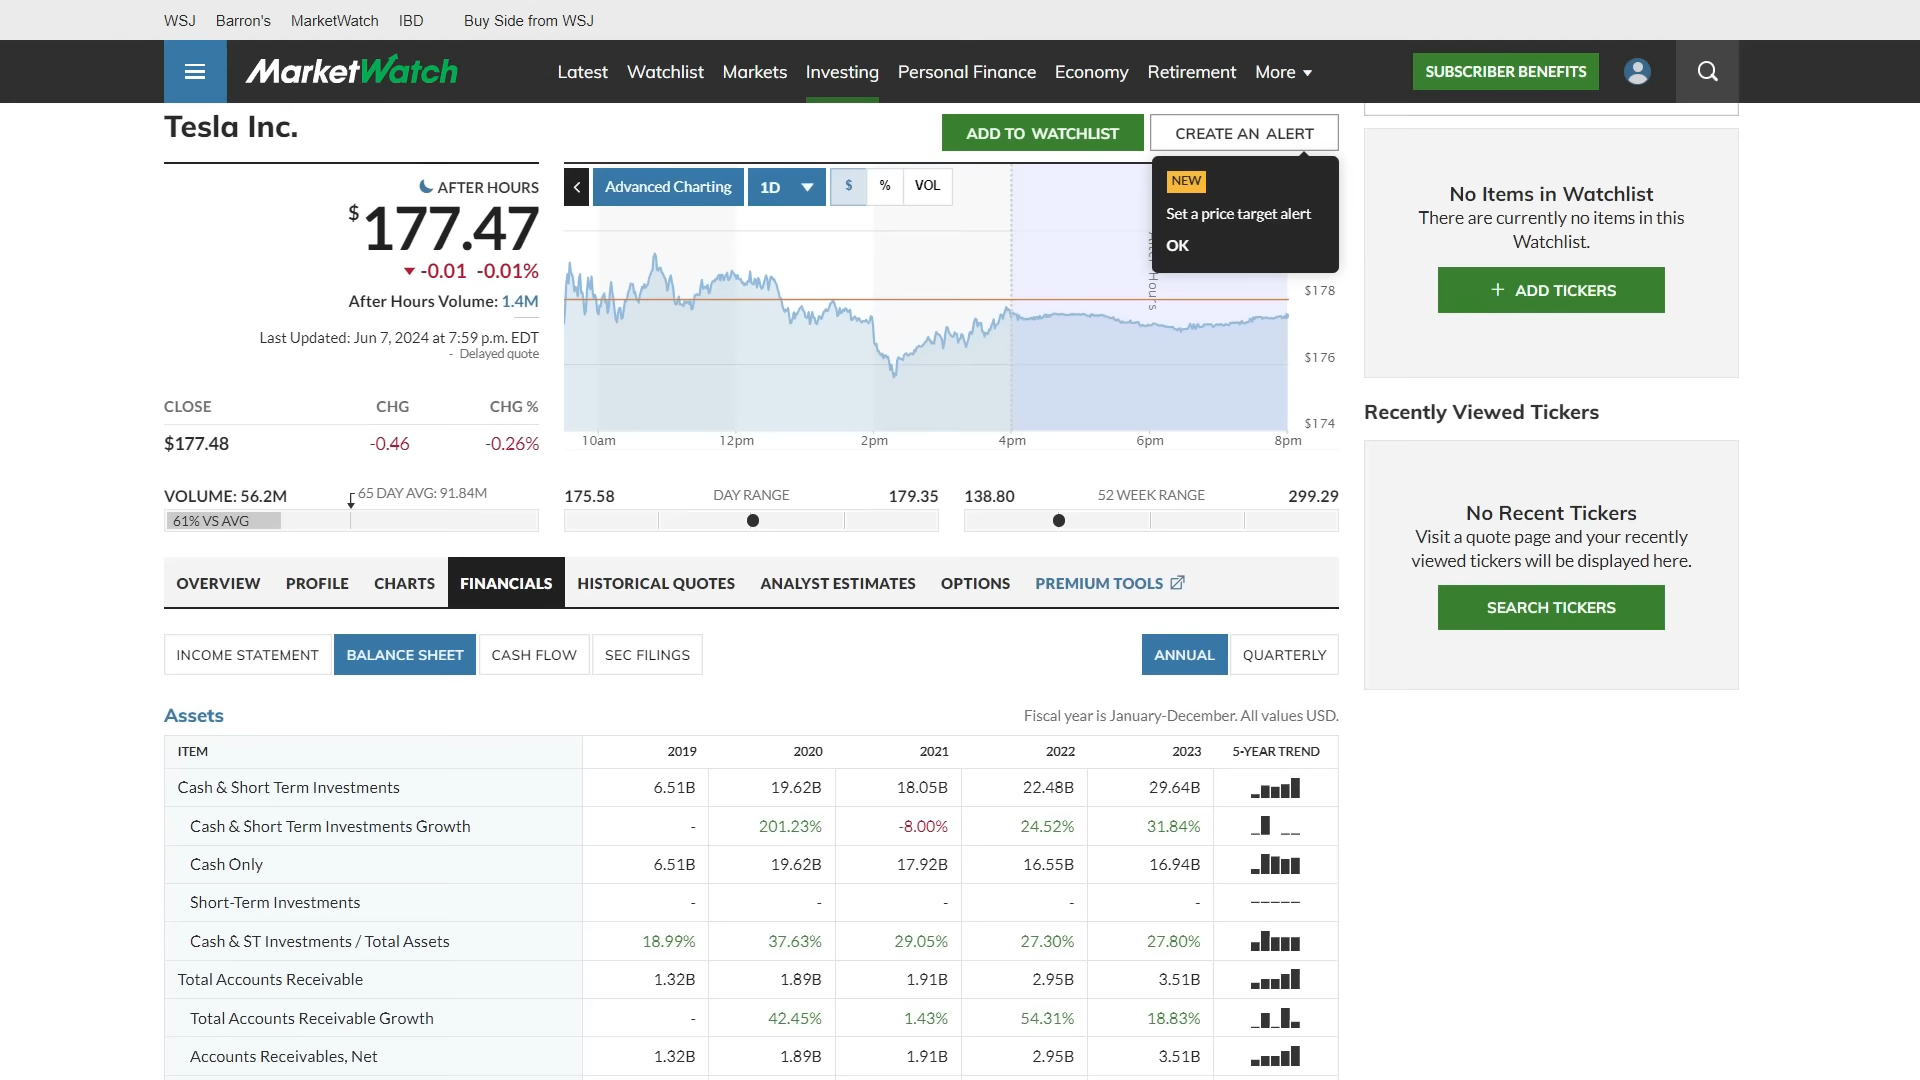 WSJ Barron's MarketWatch IBD Buy Side from WSJ
MarketWatch Latest Watchlist Markets Investing Personal Finance Economy Retirement More SUBSCRIBER BENEFITS
Tesla Inc.
ADD TO WATCHLIST CREATE AN ALERT
AFTER HOURS
$177.47
-0.01 -0.01%
After Hours Volume: 1.4M
Last Updated: Jun 7, 2024 at 7:59 p.m. EDT
- Delayed quote
CLOSE CHG CHG %
$177.48 -0.46 -0.26%
Advanced Charting 1D $ % VOL
NEW
Set a price target alert
OK
After Hours
$178
$176
$174
10am 12pm 2pm 4pm 6pm 8pm
VOLUME: 56.2M 65 DAY AVG: 91.84M
61% VS AVG
175.58 DAY RANGE 179.35
138.80 52 WEEK RANGE 299.29
OVERVIEW PROFILE CHARTS FINANCIALS HISTORICAL QUOTES ANALYST ESTIMATES OPTIONS PREMIUM TOOLS
INCOME STATEMENT BALANCE SHEET CASH FLOW SEC FILINGS ANNUAL QUARTERLY
Assets Fiscal year is January-December. All values USD.
ITEM 2019 2020 2021 2022 2023 5-YEAR TREND
Cash & Short Term Investments 6.51B 19.62B 18.05B 22.48B 29.64B
Cash & Short Term Investments Growth - 201.23% -8.00% 24.52% 31.84%
Cash Only 6.51B 19.62B 17.92B 16.55B 16.94B
Short-Term Investments - - - - -
Cash & ST Investments / Total Assets 18.99% 37.63% 29.05% 27.30% 27.80%
Total Accounts Receivable 1.32B 1.89B 1.91B 2.95B 3.51B
Total Accounts Receivable Growth - 42.45% 1.43% 54.31% 18.83%
Accounts Receivables, Net 1.32B 1.89B 1.91B 2.95B 3.51B
No Items in Watchlist
There are currently no items in this
Watchlist.
+ ADD TICKERS
Recently Viewed Tickers
No Recent Tickers
Visit a quote page and your recently
viewed tickers will be displayed here.
SEARCH TICKERS